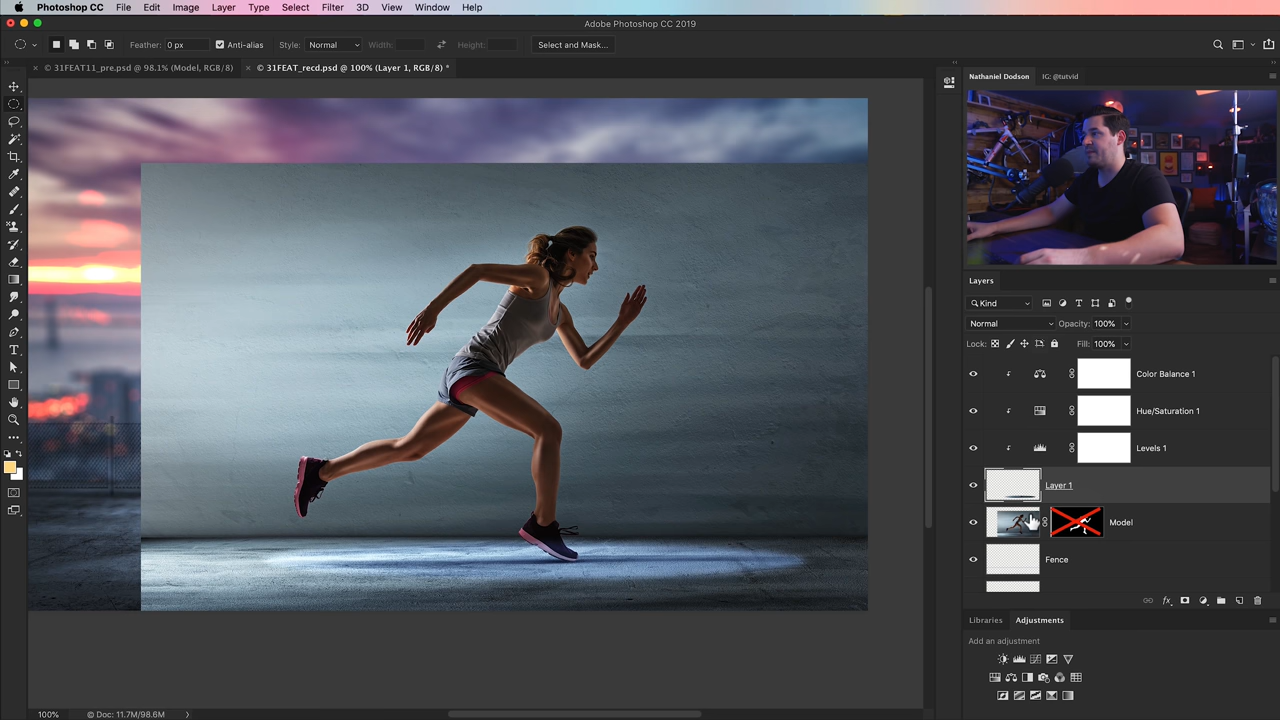 Photoshop CC File Edit Image Layer Type Select Filter 3D View Window Help
Adobe Photoshop CC 2019
Feather: 0 px Anti-alias Style: Normal Width: Height: Select and Mask...
× © 31FEAT11_pre.psd @ 98.1% (Model, RGB/8) × © 31FEAT_recd.psd @ 100% (Layer 1, RGB/8) *
Nathaniel Dodson IG: @tutvid
Layers
Kind
Normal Opacity: 100%
Lock: Fill: 100%
Color Balance 1
Hue/Saturation 1
Levels 1
Layer 1
Model
Fence
fx
Libraries Adjustments
Add an adjustment
100% © Doc: 11.7M/98.6M